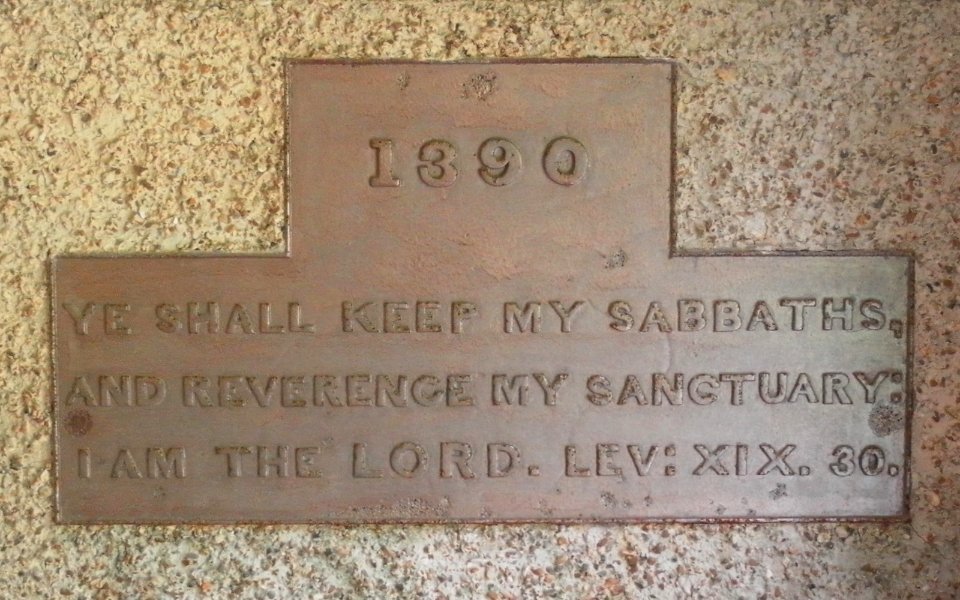 1390
YE SHALL KEEP MY SABBATHS,
AND REVERENCE MY SANCTUARY:
I AM THE LORD. LEV: XIX. 30.